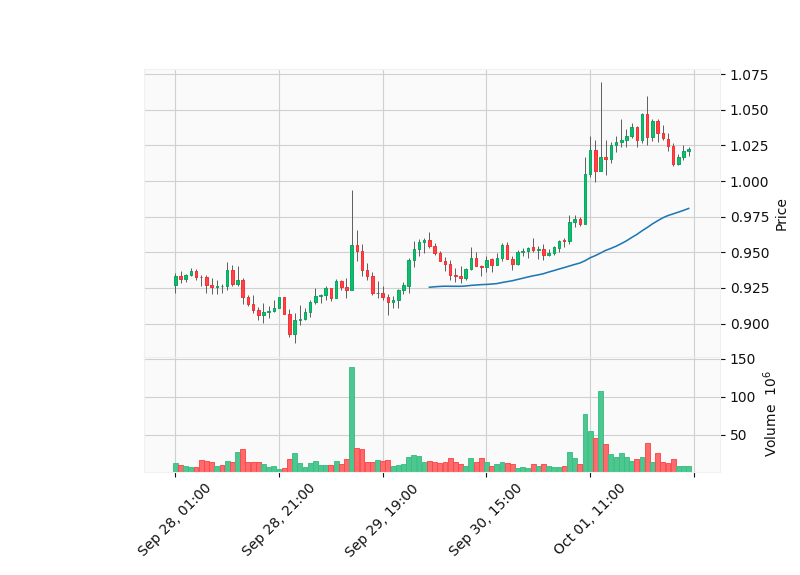 1.075
1.050
1.025
1.000
0.975
0.950
0.925
0.900
Price
150
100
50
Volume 10^6
Sep 28, 01:00
Sep 28, 21:00
Sep 29, 19:00
Sep 30, 15:00
Oct 01, 11:00